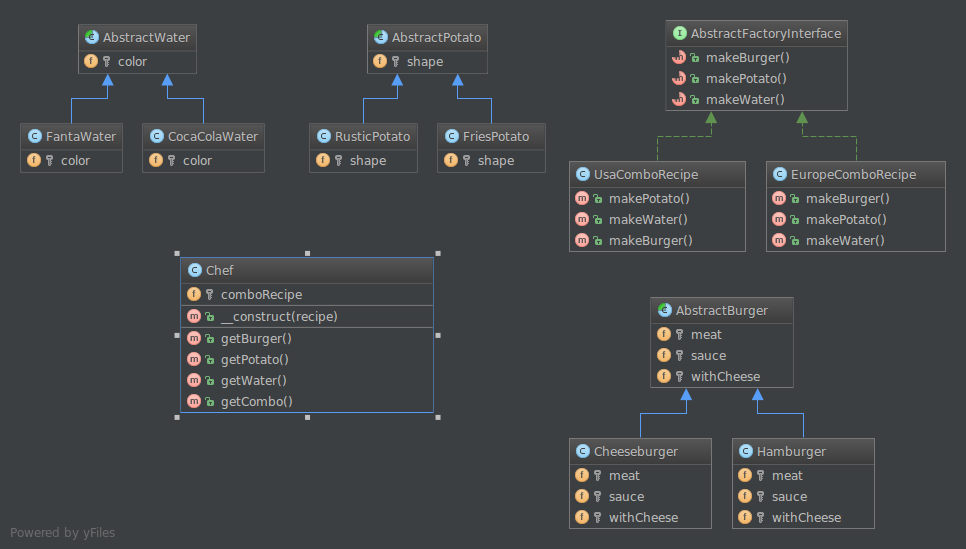 AbstractWater
color
FantaWater
color
CocaColaWater
color
AbstractPotato
shape
RusticPotato
shape
FriesPotato
shape
AbstractFactoryInterface
makeBurger()
makePotato()
makeWater()
UsaComboRecipe
makePotato()
makeWater()
makeBurger()
EuropeComboRecipe
makeBurger()
makePotato()
makeWater()
Chef
comboRecipe
__construct(recipe)
getBurger()
getPotato()
getWater()
getCombo()
AbstractBurger
meat
sauce
withCheese
Cheeseburger
meat
sauce
withCheese
Hamburger
meat
sauce
withCheese
Powered by yFiles